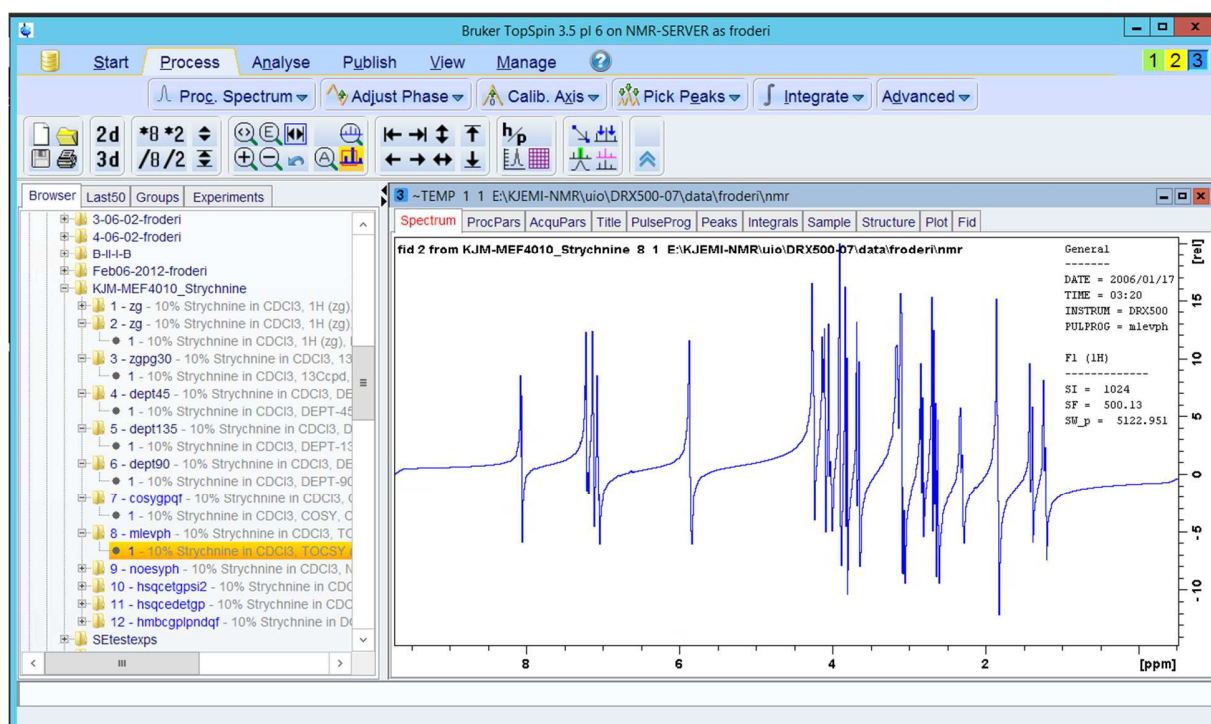 Bruker TopSpin 3.5 pl 6 on NMR-SERVER as froderi
Start Process Analyse Publish View Manage
1 2 3
Proc. Spectrum Adjust Phase Calib. Axis Pick Peaks Integrate Advanced
2d *8 *2 E h/p
3d /8 /2 A
Browser Last50 Groups Experiments
3-06-02-froderi
4-06-02-froderi
B-II-I-B
Feb06-2012-froderi
KJM-MEF4010_Strychnine
1 - zg - 10% Strychnine in CDCl3, 1H (zg),
2 - zg - 10% Strychnine in CDCl3, 1H (zg),
1 - 10% Strychnine in CDCl3, 1H (zg),
3 - zgpg30 - 10% Strychnine in CDCl3, 13
1 - 10% Strychnine in CDCl3, 13Ccpd,
4 - dept45 - 10% Strychnine in CDCl3, DE
1 - 10% Strychnine in CDCl3, DEPT-45
5 - dept135 - 10% Strychnine in CDCl3, D
1 - 10% Strychnine in CDCl3, DEPT-13
6 - dept90 - 10% Strychnine in CDCl3, DE
1 - 10% Strychnine in CDCl3, DEPT-90
7 - cosygpqf - 10% Strychnine in CDCl3, C
1 - 10% Strychnine in CDCl3, COSY, C
8 - mlevph - 10% Strychnine in CDCl3, TO
1 - 10% Strychnine in CDCl3, TOCSY (
9 - noesyph - 10% Strychnine in CDCl3, N
10 - hsqcetgpsi2 - 10% Strychnine in CDC
11 - hsqcedetgp - 10% Strychnine in CDC
12 - hmbcgplpndqf - 10% Strychnine in
SEtestexps
3 ~TEMP 1 1 E:\KJEMI-NMR\uio\DRX500-07\data\froderi\nmr
Spectrum ProcPars AcquPars Title PulseProg Peaks Integrals Sample Structure Plot Fid
fid 2 from KJM-MEF4010_Strychnine 8 1 E:\KJEMI-NMR\uio\DRX500-07\data\froderi\nmr
General
-------
DATE = 2006/01/17
TIME = 03:20
INSTRUM = DRX500
PULPROG = mlevph
F1 (1H)
-------------
SI = 1024
SF = 500.13
SW_p = 5122.951
[rel]
15
10
5
0
-5
-10
8 6 4 2 [ppm]